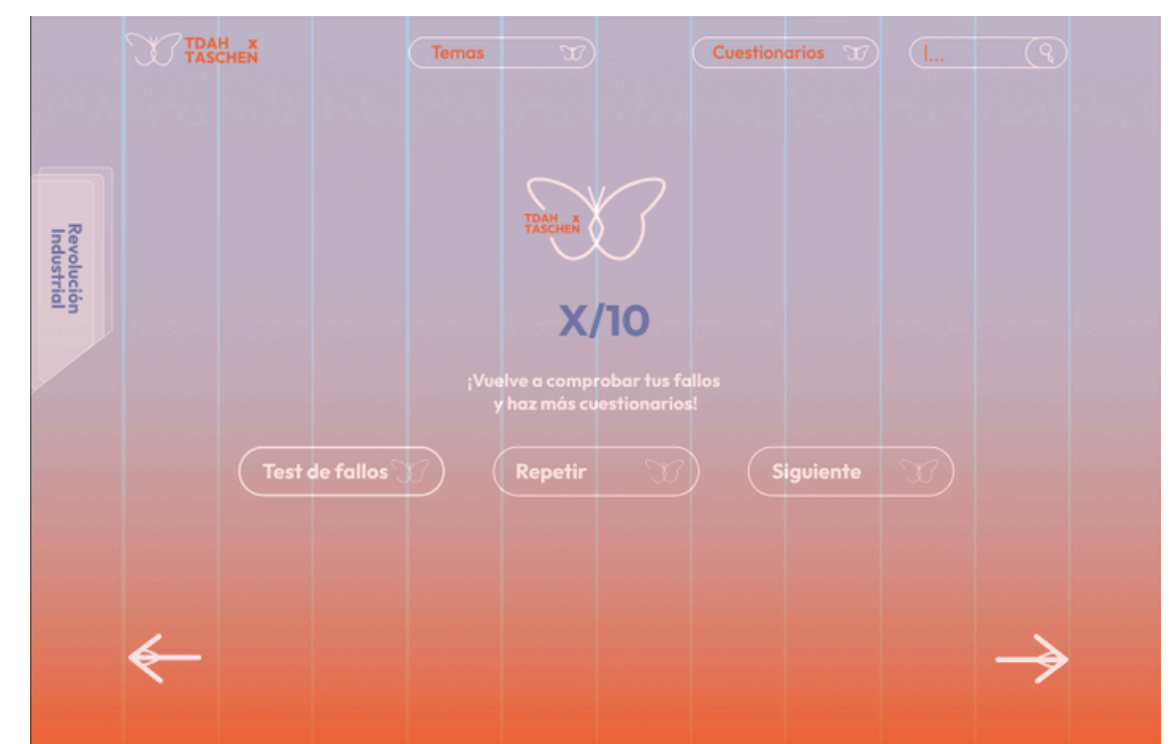 TDAH x
TASCHEN
Temas
Cuestionarios
|...
Revolución
Industrial
TDAH x
TASCHEN
X/10
¡Vuelve a comprobar tus fallos
y haz más cuestionarios!
Test de fallos
Repetir
Siguiente